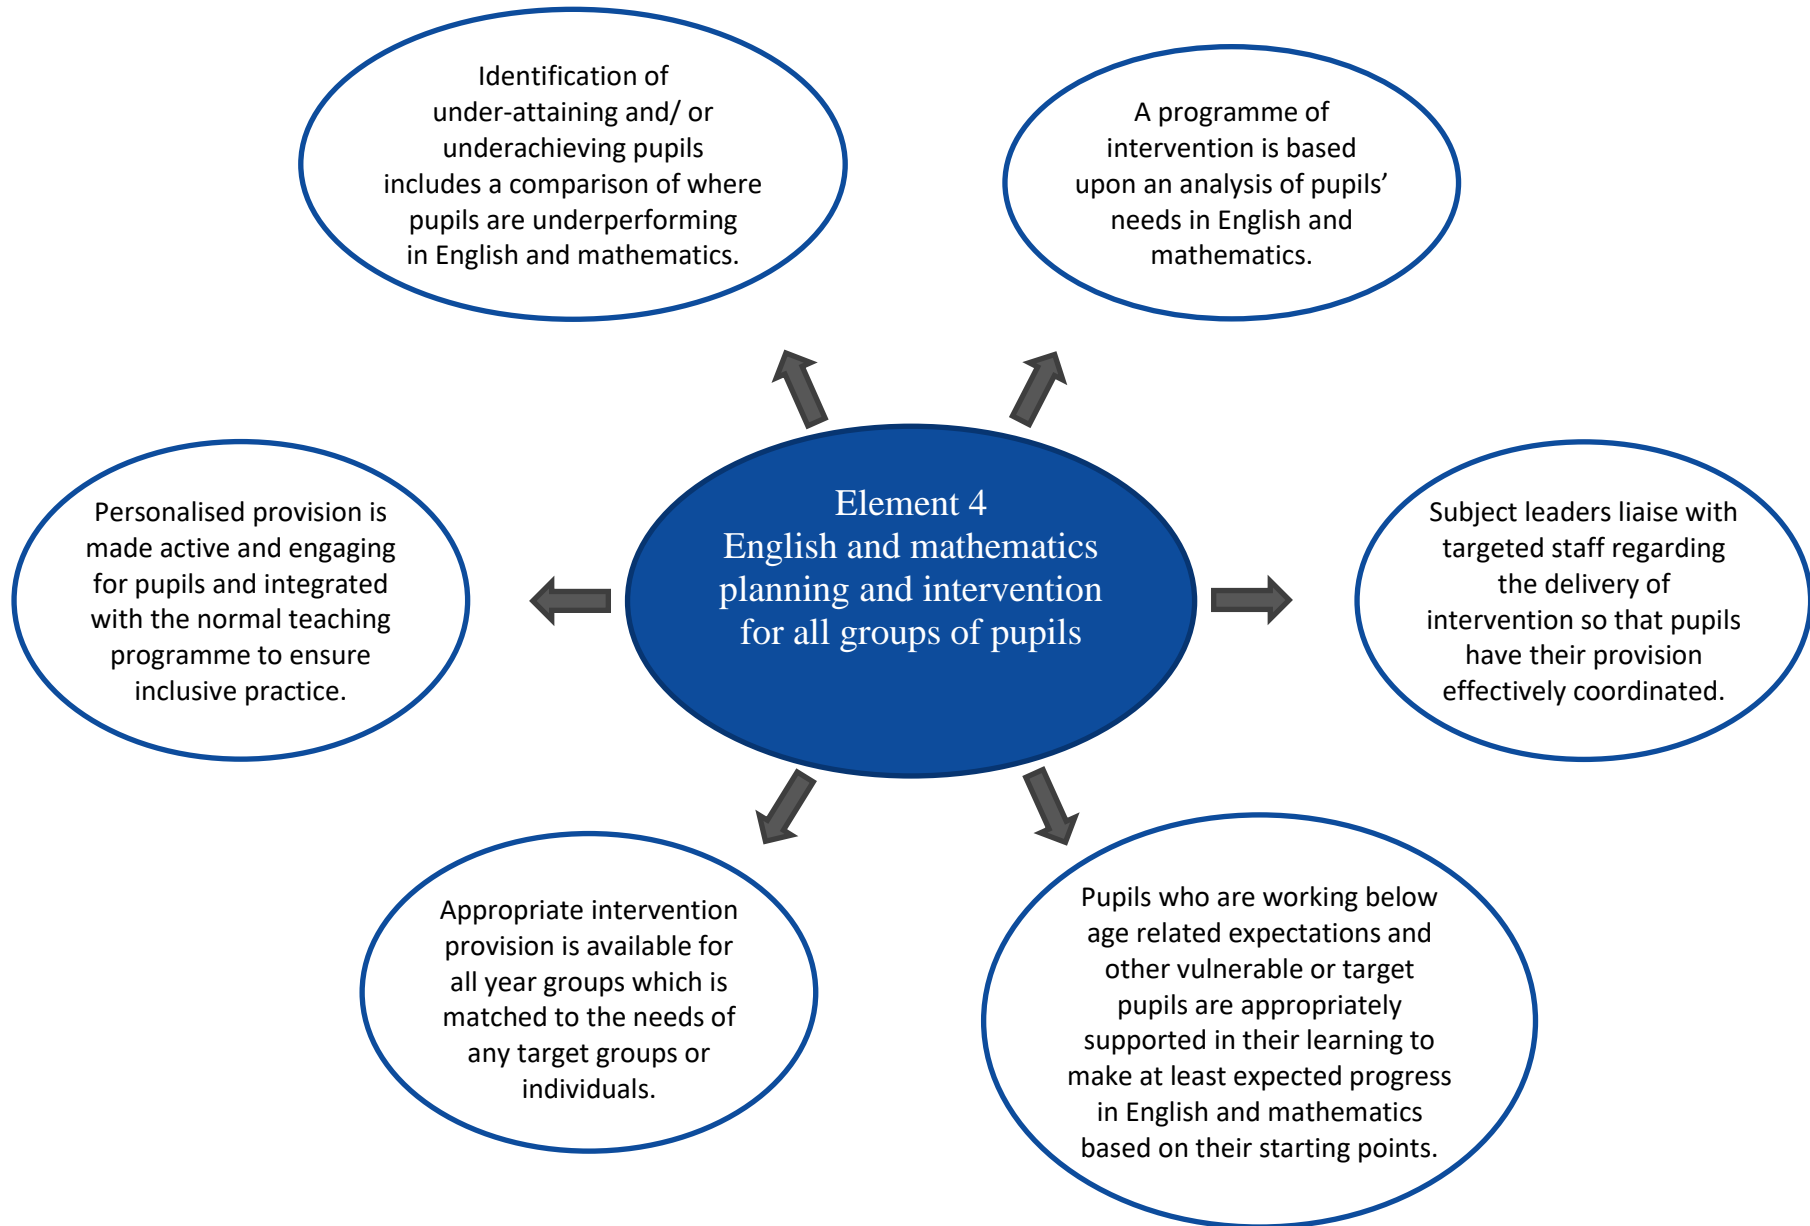 Identification of
under-attaining and/ or
underachieving pupils
includes a comparison of where
pupils are underperforming
in English and mathematics.
A programme of
intervention is based
upon an analysis of pupils’
needs in English and
mathematics.
Personalised provision is
made active and engaging
for pupils and integrated
with the normal teaching
programme to ensure
inclusive practice.
Element 4
English and mathematics
planning and intervention
for all groups of pupils
Subject leaders liaise with
targeted staff regarding
the delivery of
intervention so that pupils
have their provision
effectively coordinated.
Appropriate intervention
provision is available for
all year groups which is
matched to the needs of
any target groups or
individuals.
Pupils who are working below
age related expectations and
other vulnerable or target
pupils are appropriately
supported in their learning to
make at least expected progress
in English and mathematics
based on their starting points.